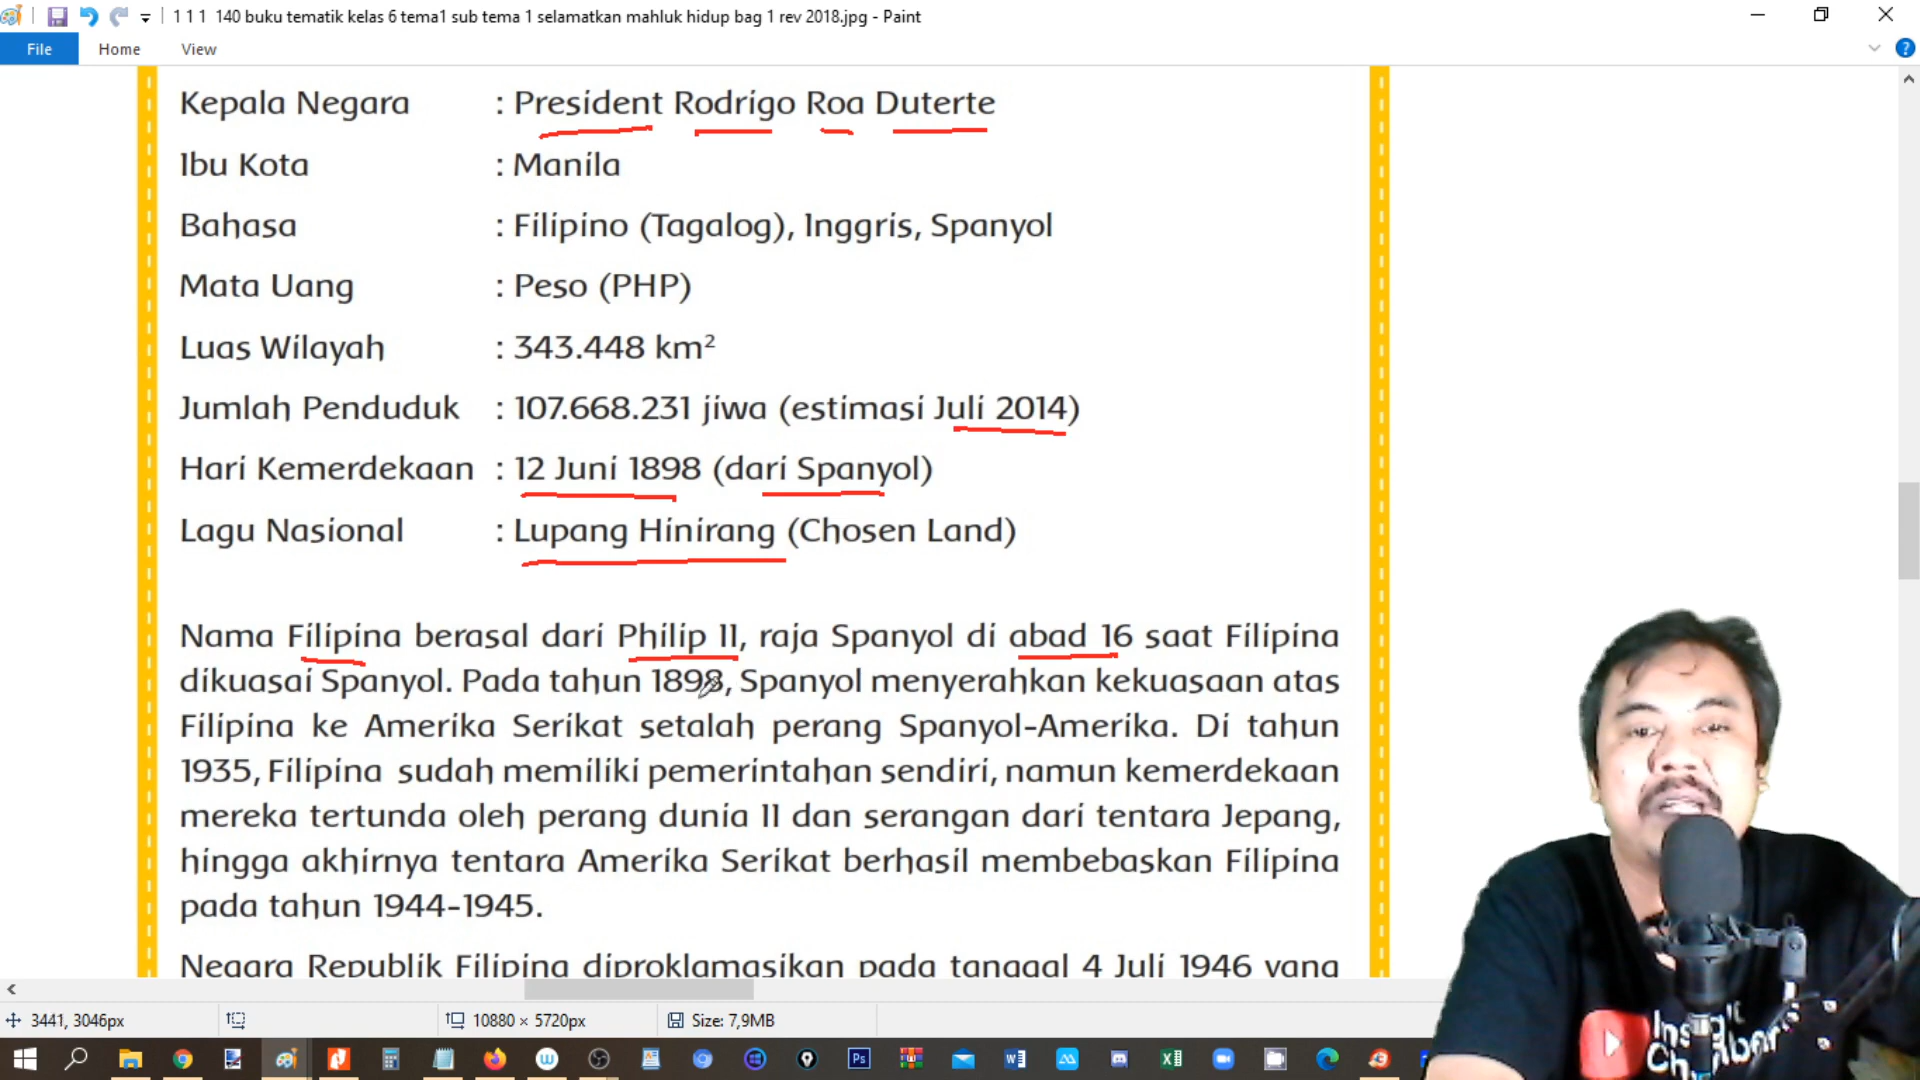 1 1 1 140 buku tematik kelas 6 tema1 sub tema 1 selamatkan mahluk hidup bag 1 rev 2018.jpg - Paint
File Home View
Kepala Negara : President Rodrigo Roa Duterte
Ibu Kota : Manila
Bahasa : Filipino (Tagalog), Inggris, Spanyol
Mata Uang : Peso (PHP)
Luas Wilayah : 343.448 km²
Jumlah Penduduk : 107.668.231 jiwa (estimasi Juli 2014)
Hari Kemerdekaan : 12 Juni 1898 (dari Spanyol)
Lagu Nasional : Lupang Hinirang (Chosen Land)
Nama Filipina berasal dari Philip II, raja Spanyol di abad 16 saat Filipina
dikuasai Spanyol. Pada tahun 1898, Spanyol menyerahkan kekuasaan atas
Filipina ke Amerika Serikat setalah perang Spanyol-Amerika. Di tahun
1935, Filipina sudah memiliki pemerintahan sendiri, namun kemerdekaan
mereka tertunda oleh perang dunia II dan serangan dari tentara Jepang,
hingga akhirnya tentara Amerika Serikat berhasil membebaskan Filipina
pada tahun 1944-1945.
Negara Republik Filipina diproklamasikan pada tanggal 4 Juli 1946 yang
3441, 3046px
10880 × 5720px
Size: 7,9MB
Ps